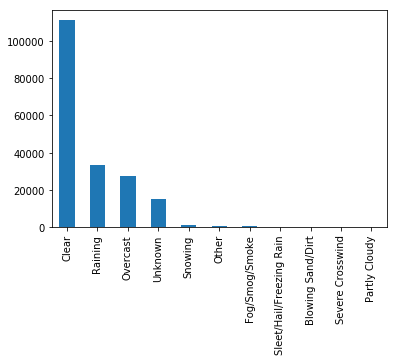 100000
80000
60000
40000
20000
0
Clear
Raining
Overcast
Unknown
Snowing
Other
Fog/Smog/Smoke
Sleet/Hail/Freezing Rain
Blowing Sand/Dirt
Severe Crosswind
Partly Cloudy